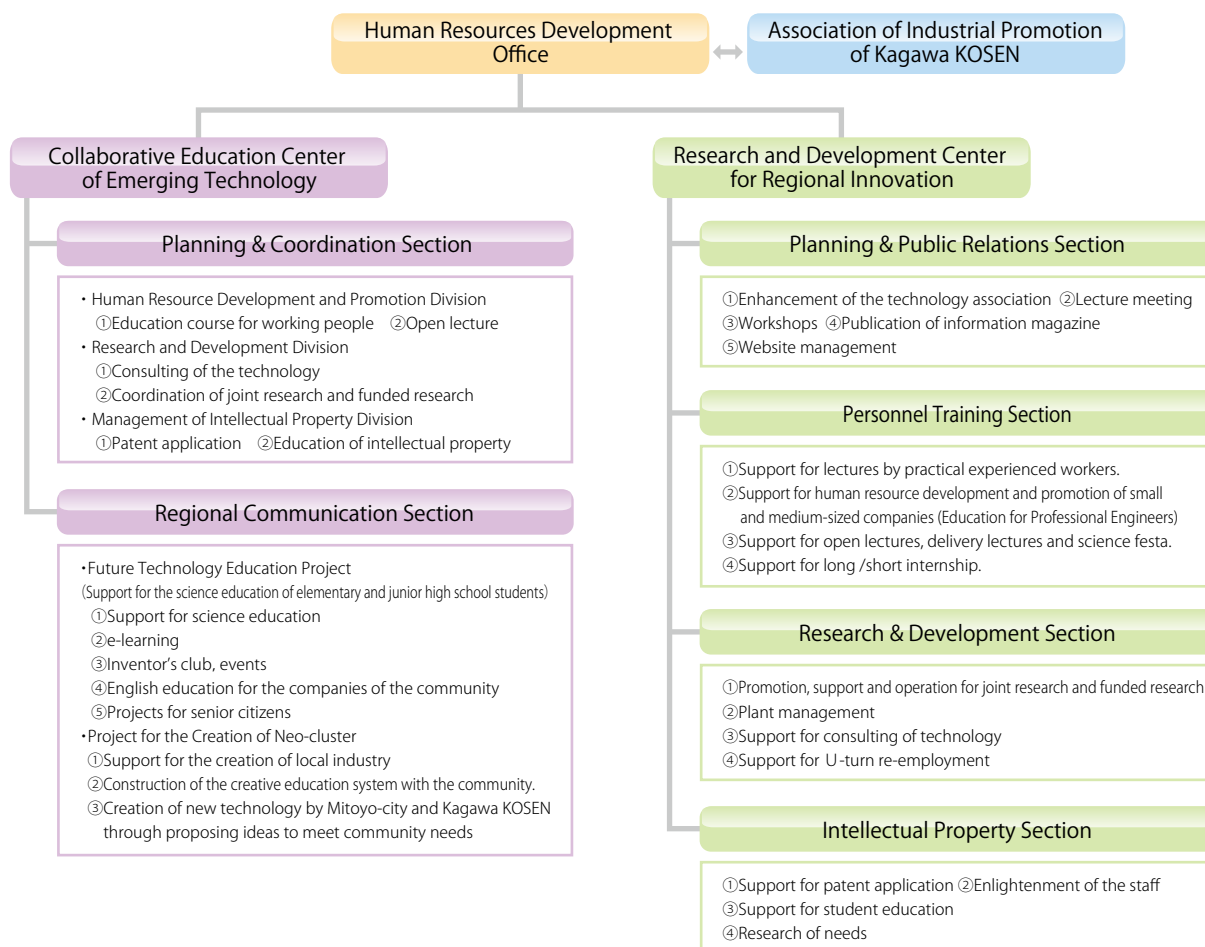 Human Resources Development
Office
Association of Industrial Promotion
of Kagawa KOSEN
Collaborative Education Center
of Emerging Technology
Planning & Coordination Section
・Human Resource Development and Promotion Division
①Education course for working people ②Open lecture
・Research and Development Division
①Consulting of the technology
②Coordination of joint research and funded research
・Management of Intellectual Property Division
①Patent application ②Education of intellectual property
Regional Communication Section
・Future Technology Education Project
(Support for the science education of elementary and junior high school students)
①Support for science education
②e-learning
③Inventor’s club, events
④English education for the companies of the community
⑤Projects for senior citizens
・Project for the Creation of Neo-cluster
①Support for the creation of local industry
②Construction of the creative education system with the community.
③Creation of new technology by Mitoyo-city and Kagawa KOSEN
through proposing ideas to meet community needs
Research and Development Center
for Regional Innovation
Planning & Public Relations Section
①Enhancement of the technology association ②Lecture meeting
③Workshops ④Publication of information magazine
⑤Website management
Personnel Training Section
①Support for lectures by practical experienced workers.
②Support for human resource development and promotion of small
and medium-sized companies (Education for Professional Engineers)
③Support for open lectures, delivery lectures and science festa.
④Support for long /short internship.
Research & Development Section
①Promotion, support and operation for joint research and funded research
②Plant management
③Support for consulting of technology
④Support for U-turn re-employment
Intellectual Property Section
①Support for patent application ②Enlightenment of the staff
③Support for student education
④Research of needs